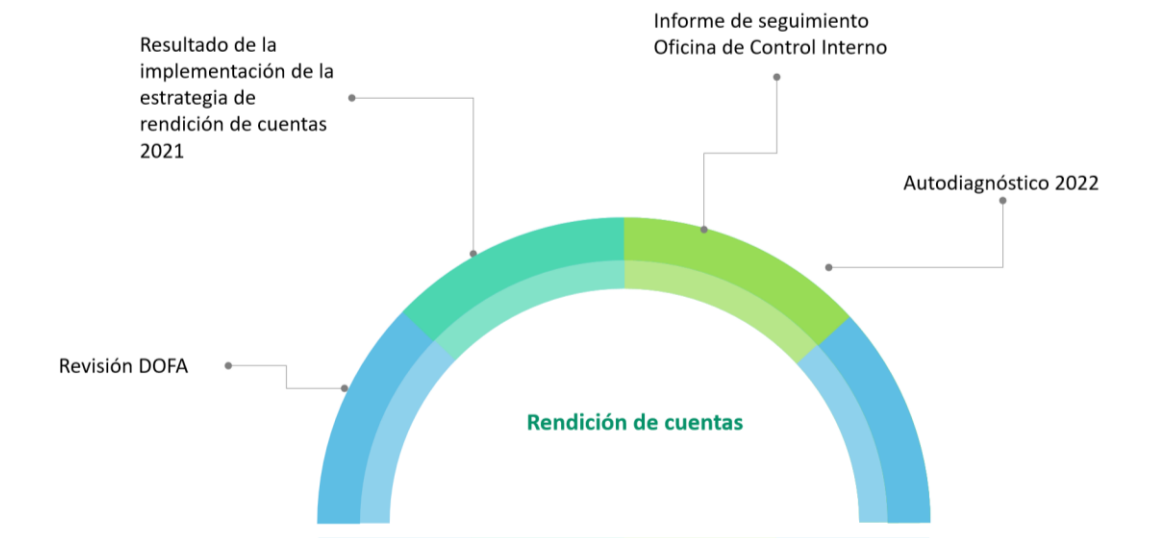 Informe de seguimiento
Oficina de Control Interno
Resultado de la
implementación de la
estrategia de
rendición de cuentas
2021
Autodiagnóstico 2022
Revisión DOFA
Rendición de cuentas